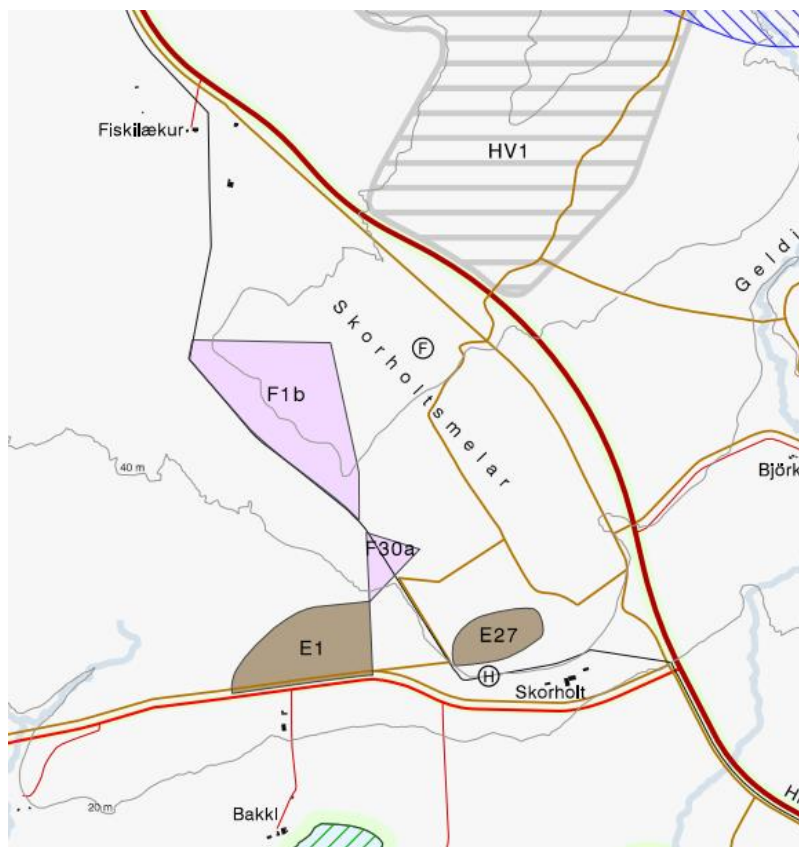 Fiskilækur
HV1
Geldi
Skorholtsmelar
F
F1b
40 m
Björk
F30a
E1
E27
H
Skorholt
20 m
Bakkl